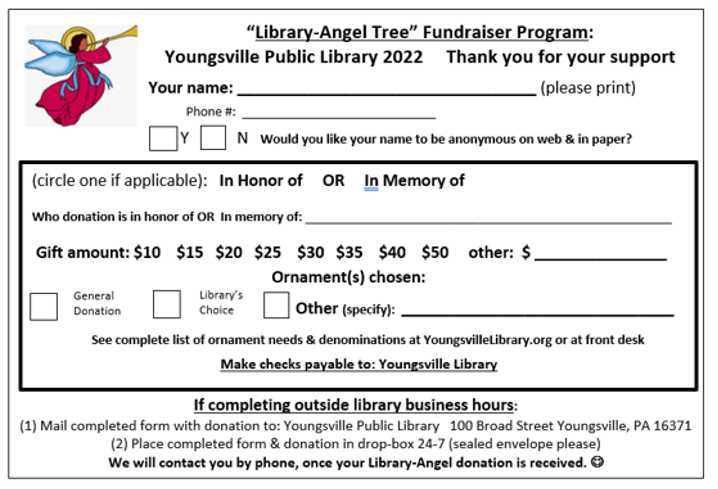 “Library-Angel Tree” Fundraiser Program:
Youngsville Public Library 2022 Thank you for your support
Your name: ______________________________ (please print)
Phone #: ______________________________
Y N Would you like your name to be anonymous on web & in paper?
(circle one if applicable): In Honor of OR In Memory of
Who donation is in honor of OR In memory of: ______________________________
Gift amount: $10 $15 $20 $25 $30 $35 $40 $50 other: $ ______________
Ornament(s) chosen:
General Donation Library’s Choice Other (specify): ______________________________
See complete list of ornament needs & denominations at YoungsvilleLibrary.org or at front desk
Make checks payable to: Youngsville Library
If completing outside library business hours:
(1) Mail completed form with donation to: Youngsville Public Library 100 Broad Street Youngsville, PA 16371
(2) Place completed form & donation in drop-box 24-7 (sealed envelope please)
We will contact you by phone, once your Library-Angel donation is received. ☺